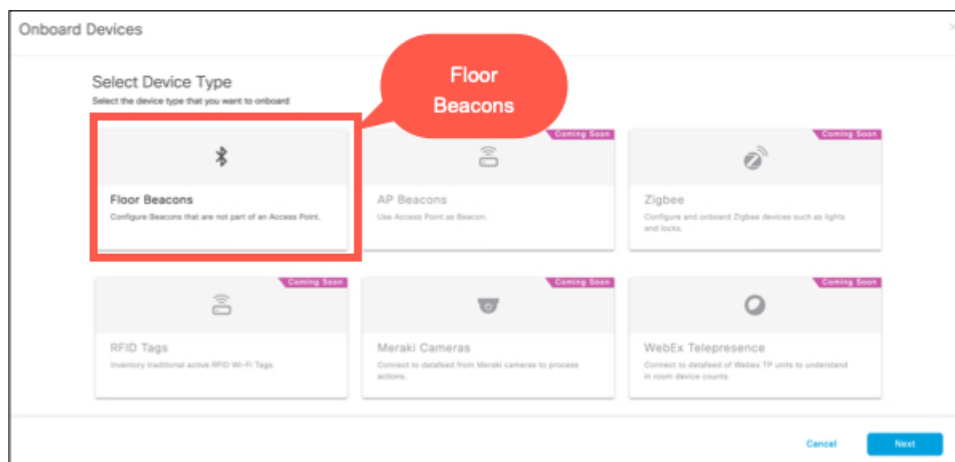 Onboard Devices
Select Device Type
Select the device type that you want to onboard
Floor
Beacons
Floor Beacons
Configure Beacons that are not part of an Access Point.
Coming Soon
AP Beacons
Use Access Point as Beacon.
Coming Soon
Zigbee
Configure and onboard Zigbee devices such as lights
and locks.
Coming Soon
RFID Tags
Inventory traditional active RFID Wi-Fi Tags.
Coming Soon
Meraki Cameras
Connect to datafeed from Meraki cameras to process
actions.
Coming Soon
WebEx Telepresence
Connect to datafeed of Webex TP units to understand
in room device counts.
Cancel
Next